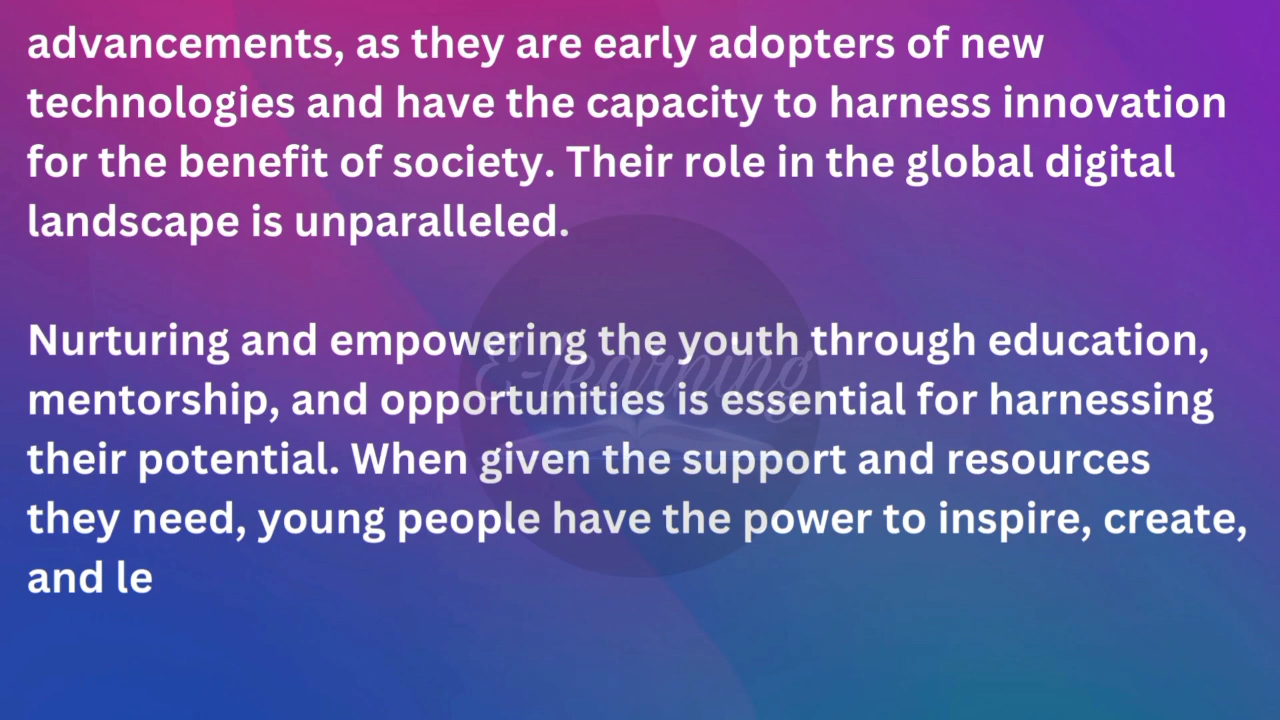 advancements, as they are early adopters of new
technologies and have the capacity to harness innovation
for the benefit of society. Their role in the global digital
landscape is unparalleled.
Nurturing and empowering the youth through education,
mentorship, and opportunities is essential for harnessing
their potential. When given the support and resources
they need, young people have the power to inspire, create,
and le
E-learning